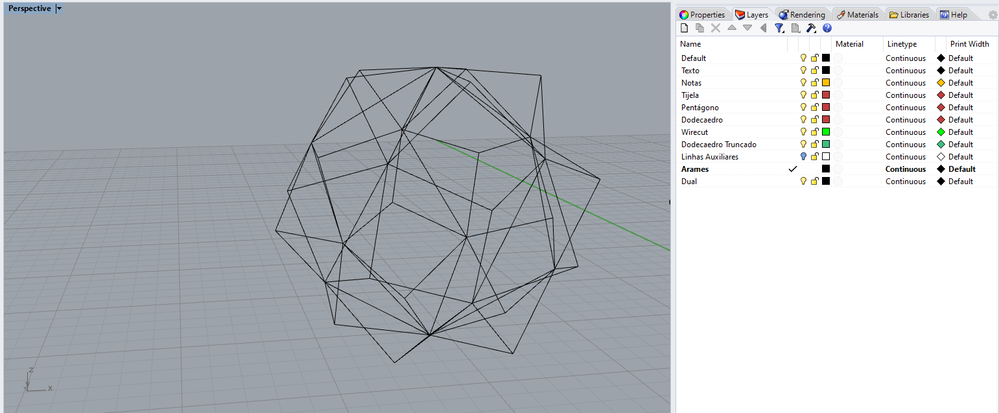 Perspective
Properties Layers Rendering Materials Libraries Help
Name Material Linetype Print Width
Default Continuous Default
Texto Continuous Default
Notas Continuous Default
Tijela Continuous Default
Pentágono Continuous Default
Dodecaedro Continuous Default
Wirecut Continuous Default
Dodecaedro Truncado Continuous Default
Linhas Auxiliares Continuous Default
Arames Continuous Default
Dual Continuous Default
z
y
x